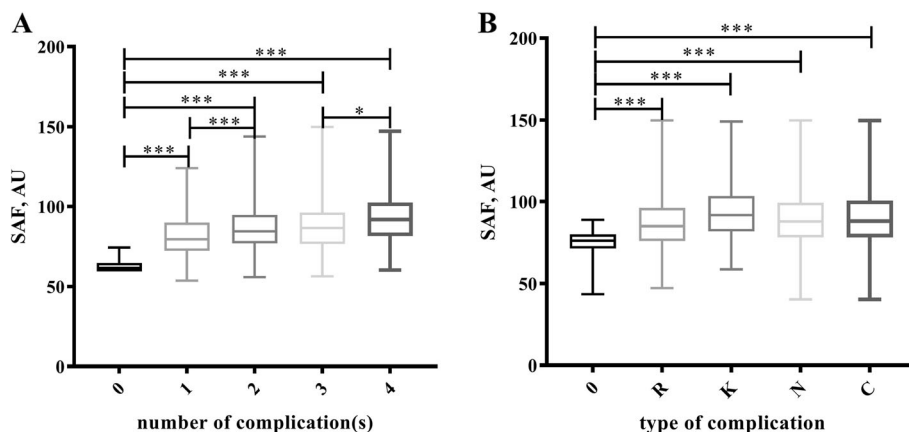 A
200
150
100
50
0
SAF, AU
***
***
***
*
***
***
0
1
2
3
4
number of complication(s)
B
200
150
100
50
0
SAF, AU
***
***
***
***
0
R
K
N
C
type of complication